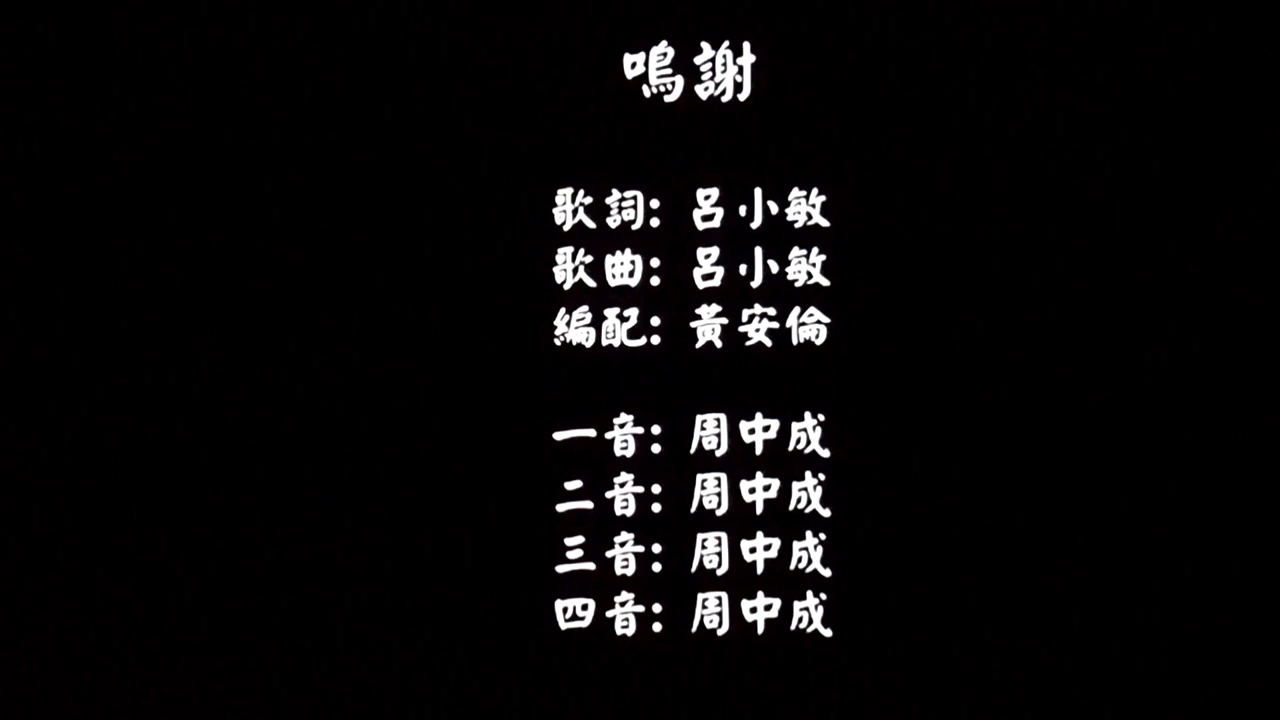 鳴謝
歌詞: 呂小敏
歌曲: 呂小敏
編配: 黃安倫
一音: 周中成
二音: 周中成
三音: 周中成
四音: 周中成